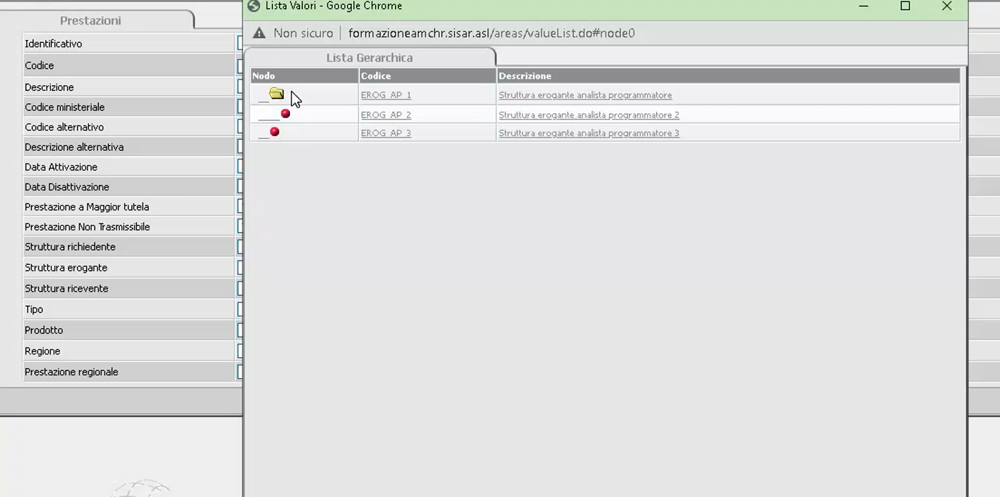 Lista Valori - Google Chrome
Non sicuro formazioneamchr.sisar.asl/areas/valueList.do#node0
Prestazioni
Identificativo
Codice
Descrizione
Codice ministeriale
Codice alternativo
Descrizione alternativa
Data Attivazione
Data Disattivazione
Prestazione a Maggior tutela
Prestazione Non Trasmissibile
Struttura richiedente
Struttura erogante
Struttura ricevente
Tipo
Prodotto
Regione
Prestazione regionale
Lista Gerarchica
Nodo Codice Descrizione
EROG_AP_1 Struttura erogante analista programmatore
EROG_AP_2 Struttura erogante analista programmatore 2
EROG_AP_3 Struttura erogante analista programmatore 3